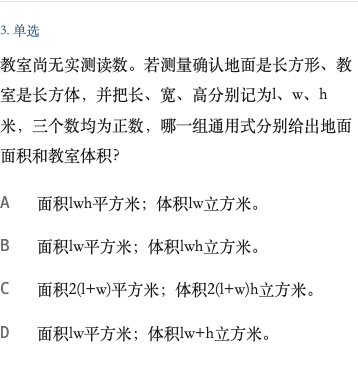 3. 单选
教室尚无实测读数。若测量确认地面是长方形、教
室是长方体，并把长、宽、高分别记为l、w、h
米，三个数均为正数，哪一组通用式分别给出地面
面积和教室体积?
A 面积lwh平方米；体积lw立方米。
B 面积lw平方米；体积lwh立方米。
C 面积2(l+w)平方米；体积2(l+w)h立方米。
D 面积lw平方米；体积lw+h立方米。